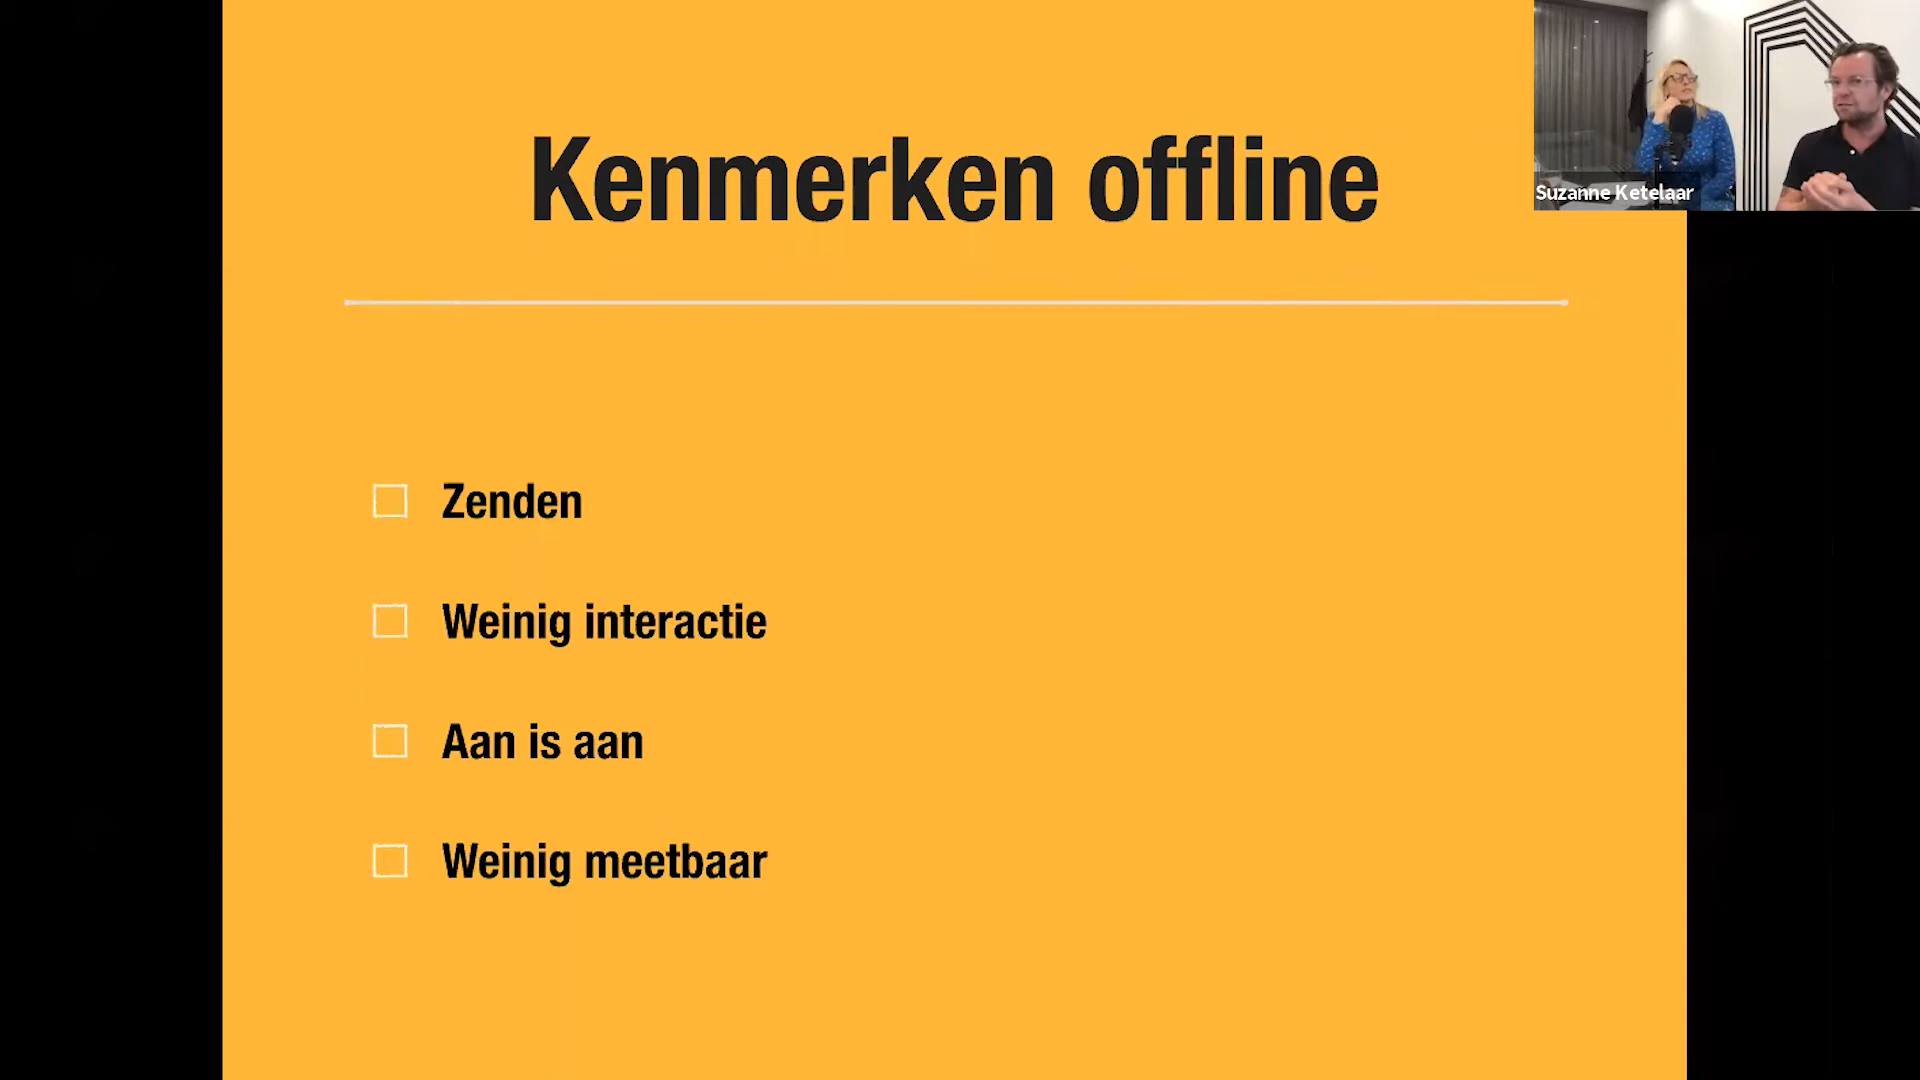 Kenmerken offline
Suzanne Ketelaar
Zenden
Weinig interactie
Aan is aan
Weinig meetbaar